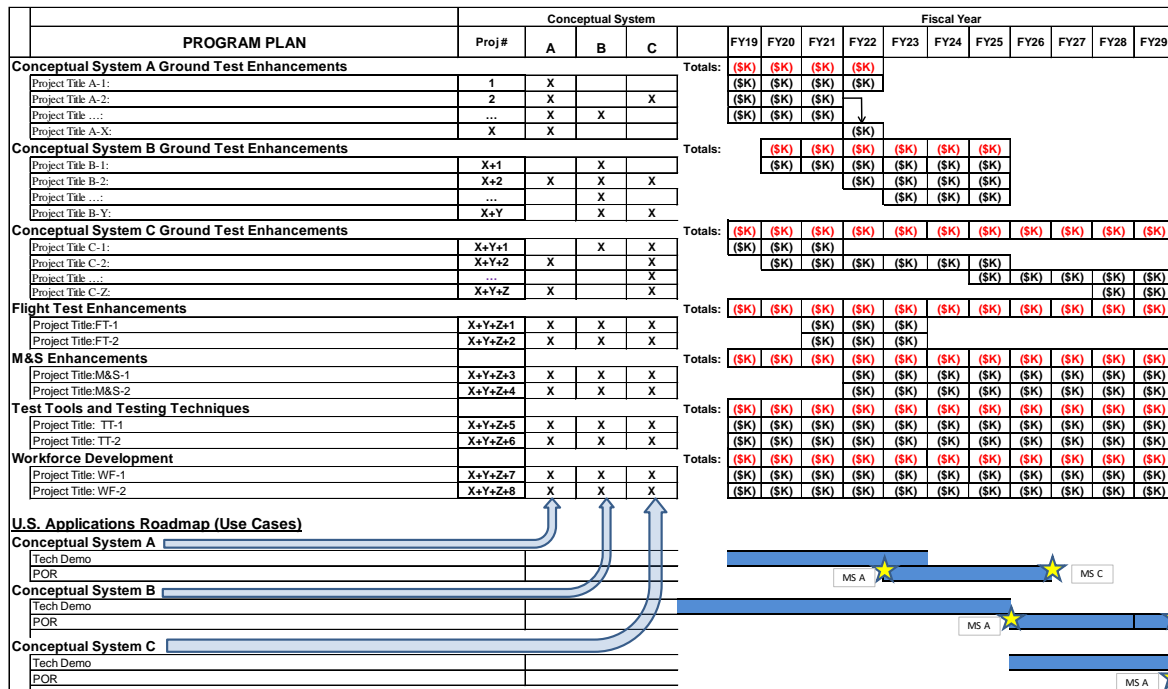 Conceptual System Fiscal Year
PROGRAM PLAN Proj # A B C FY19 FY20 FY21 FY22 FY23 FY24 FY25 FY26 FY27 FY28 FY29
Conceptual System A Ground Test Enhancements Totals: ($K) ($K) ($K) ($K)
Project Title A-1: 1 X ($K) ($K) ($K) ($K)
Project Title A-2: 2 X X ($K) ($K) ($K)
Project Title ...: ... X X ($K) ($K) ($K)
Project Title A-X: X X ($K)
Conceptual System B Ground Test Enhancements Totals: ($K) ($K) ($K) ($K) ($K) ($K)
Project Title B-1: X+1 X ($K) ($K) ($K) ($K) ($K) ($K)
Project Title B-2: X+2 X X X ($K) ($K) ($K) ($K)
Project Title ...: ... X ($K) ($K) ($K)
Project Title B-Y: X+Y X X
Conceptual System C Ground Test Enhancements Totals: ($K) ($K) ($K) ($K) ($K) ($K) ($K) ($K) ($K) ($K) ($K)
Project Title C-1: X+Y+1 X X ($K) ($K) ($K)
Project Title C-2: X+Y+2 X X ($K) ($K) ($K) ($K) ($K) ($K)
Project Title ...: ... X ($K) ($K) ($K) ($K) ($K)
Project Title C-Z: X+Y+Z X X ($K) ($K)
Flight Test Enhancements Totals: ($K) ($K) ($K) ($K) ($K) ($K) ($K) ($K) ($K) ($K) ($K)
Project Title:FT-1 X+Y+Z+1 X X X ($K) ($K) ($K)
Project Title:FT-2 X+Y+Z+2 X X X ($K) ($K) ($K)
M&S Enhancements Totals: ($K) ($K) ($K) ($K) ($K) ($K) ($K) ($K) ($K) ($K) ($K)
Project Title:M&S-1 X+Y+Z+3 X X X ($K) ($K) ($K) ($K) ($K) ($K) ($K) ($K)
Project Title:M&S-2 X+Y+Z+4 X X X ($K) ($K) ($K) ($K) ($K) ($K) ($K) ($K)
Test Tools and Testing Techniques Totals: ($K) ($K) ($K) ($K) ($K) ($K) ($K) ($K) ($K) ($K) ($K)
Project Title: TT-1 X+Y+Z+5 X X X ($K) ($K) ($K) ($K) ($K) ($K) ($K) ($K) ($K) ($K) ($K)
Project Title: TT-2 X+Y+Z+6 X X X ($K) ($K) ($K) ($K) ($K) ($K) ($K) ($K) ($K) ($K) ($K)
Workforce Development Totals: ($K) ($K) ($K) ($K) ($K) ($K) ($K) ($K) ($K) ($K) ($K)
Project Title: WF-1 X+Y+Z+7 X X X ($K) ($K) ($K) ($K) ($K) ($K) ($K) ($K) ($K) ($K) ($K)
Project Title: WF-2 X+Y+Z+8 X X X ($K) ($K) ($K) ($K) ($K) ($K) ($K) ($K) ($K) ($K) ($K)
U.S. Applications Roadmap (Use Cases)
Conceptual System A
Tech Demo
POR MS A MS C
Conceptual System B
Tech Demo
POR MS A
Conceptual System C
Tech Demo
POR MS A